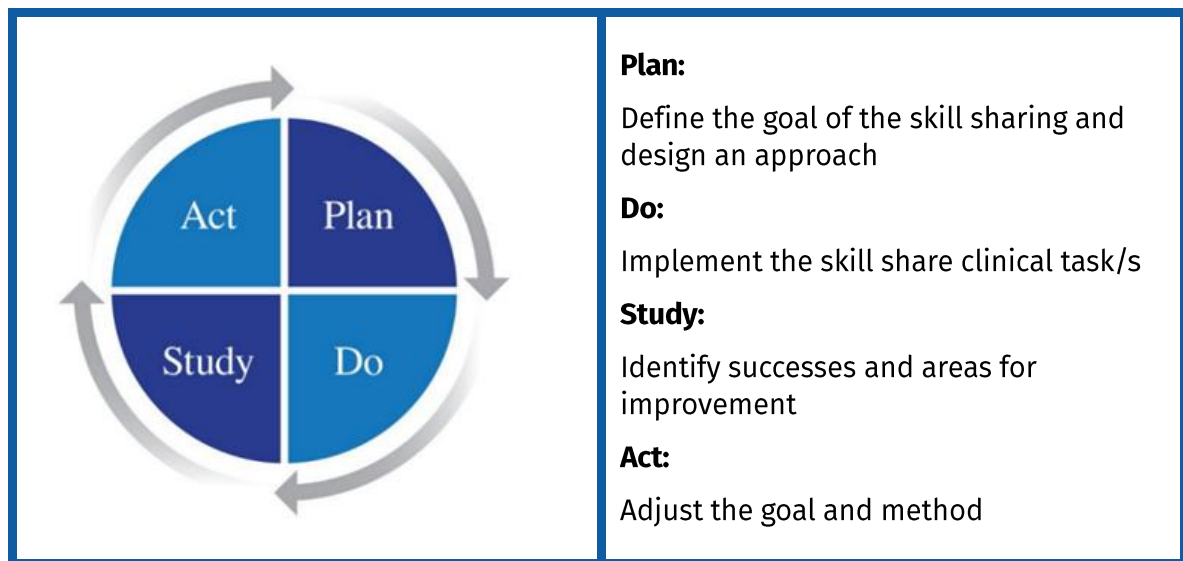 Act
Plan
Study
Do
Plan:
Define the goal of the skill sharing and
design an approach
Do:
Implement the skill share clinical task/s
Study:
Identify successes and areas for
improvement
Act:
Adjust the goal and method